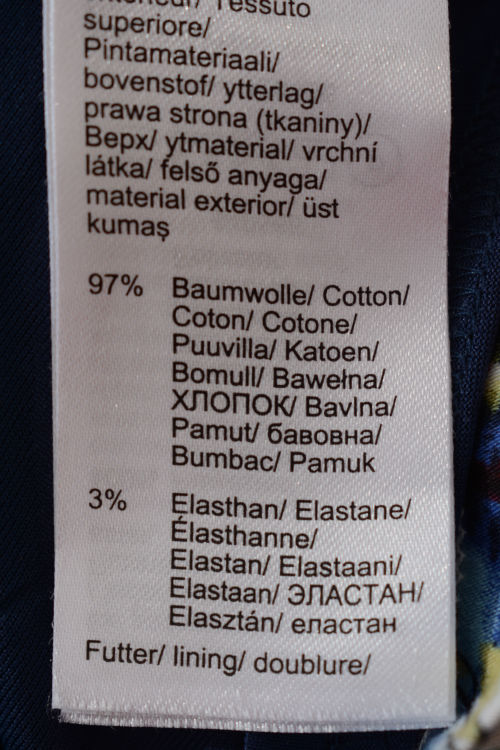 Tessuto
superiore/
Pintamateriaali/
bovenstof/ ytterlag/
prawa strona (tkaniny)/
Верх/ ytmaterial/ vrchní
látka/ felső anyaga/
material exterior/ üst
kumaş
97% Baumwolle/ Cotton/
Coton/ Cotone/
Puuvilla/ Katoen/
Bomull/ Bawełna/
ХЛОПОК/ Bavlna/
Pamut/ бавовна/
Bumbac/ Pamuk
3% Elasthan/ Elastane/
Élasthanne/
Elastan/ Elastaani/
Elastaan/ ЭЛАСТАН/
Elasztán/ еластан
Futter/ lining/ doublure/